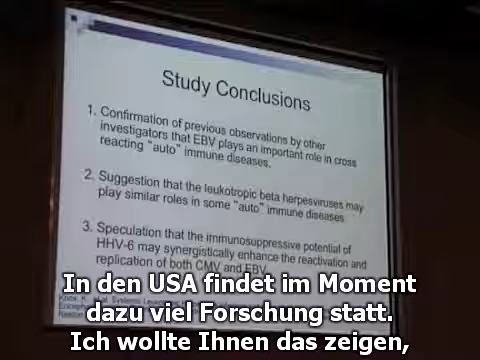 Study Conclusions
1. Confirmation of previous observations by other
investigators that EBV plays an important role in cross
reacting "auto" immune diseases.
2. Suggestion that the leukotropic beta herpesviruses may
play similar roles in some "auto" immune diseases
3. Speculation that the immunosuppressive potential of
HHV-6 may synergistically enhance the reactivation and
replication of both CMV and EBV.
In den USA findet im Moment
dazu viel Forschung statt.
Ich wollte Ihnen das zeigen,